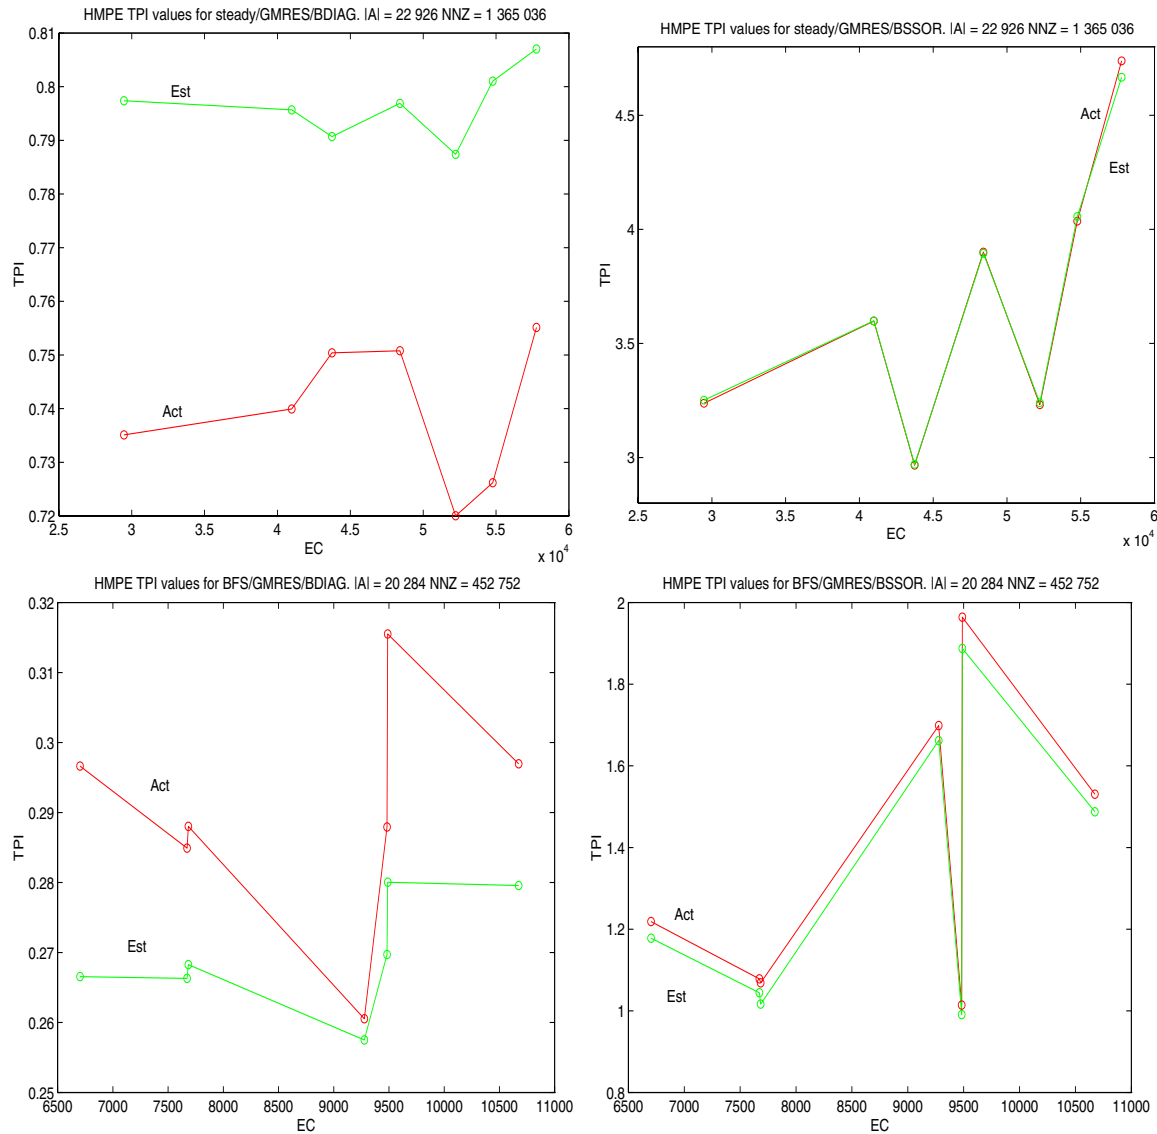 HMPE TPI values for steady/GMRES/BDIAG. |A| = 22 926 NNZ = 1 365 036
0.81
0.8
0.79
0.78
0.77
0.76
0.75
0.74
0.73
0.72
TPI
Est
Act
2.5
3
3.5
4
4.5
5
5.5
6
EC
x 10^4
HMPE TPI values for steady/GMRES/BSSOR. |A| = 22 926 NNZ = 1 365 036
4.5
4
3.5
3
TPI
Act
Est
2.5
3
3.5
4
4.5
5
5.5
6
EC
x 10^4
HMPE TPI values for BFS/GMRES/BDIAG. |A| = 20 284 NNZ = 452 752
0.32
0.31
0.3
0.29
0.28
0.27
0.26
0.25
TPI
Act
Est
6500
7000
7500
8000
8500
9000
9500
10000
10500
11000
EC
HMPE TPI values for BFS/GMRES/BSSOR. |A| = 20 284 NNZ = 452 752
2
1.8
1.6
1.4
1.2
1
0.8
TPI
Act
Est
6500
7000
7500
8000
8500
9000
9500
10000
10500
11000
EC